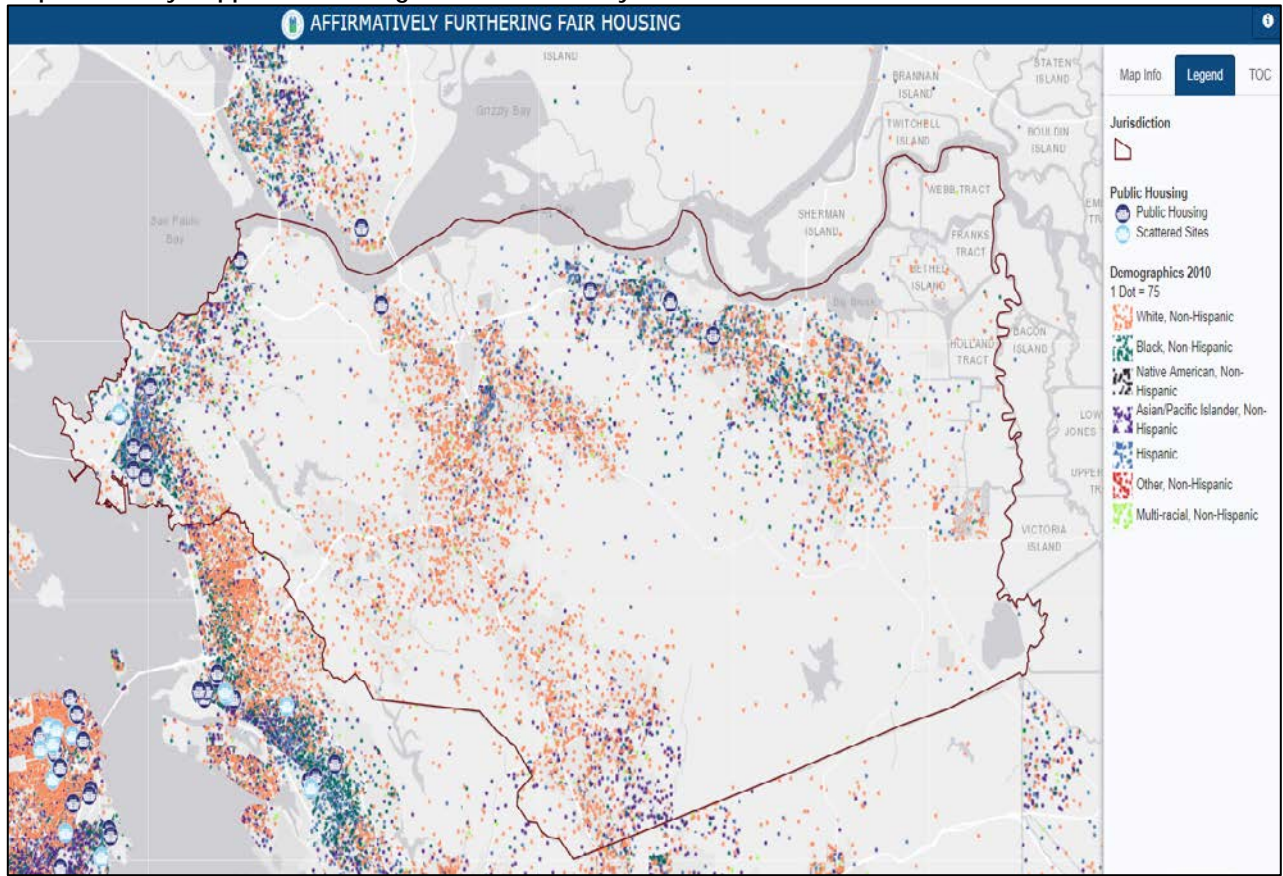 AFFIRMATIVELY FURTHERING FAIR HOUSING
Map Info
Legend
TOC
Jurisdiction
Public Housing
Public Housing
Scattered Sites
Demographics 2010
1 Dot = 75
White, Non-Hispanic
Black, Non-Hispanic
Native American, Non-
Hispanic
Asian/Pacific Islander, Non-
Hispanic
Hispanic
Other, Non-Hispanic
Multi-racial, Non-Hispanic
ISLAND
Grizzly Bay
BRANNAN
ISLAND
STATEN
ISLAND
TWITCHELL
ISLAND
BOULDIN
ISLAND
WEBB TRACT
San Pablo
Bay
SHERMAN
ISLAND
FRANKS
TRACT
BETHEL
ISLAND
Big Break
HOLLAND
TRACT
BACON
ISLAND
JONES
VICTORIA
ISLAND